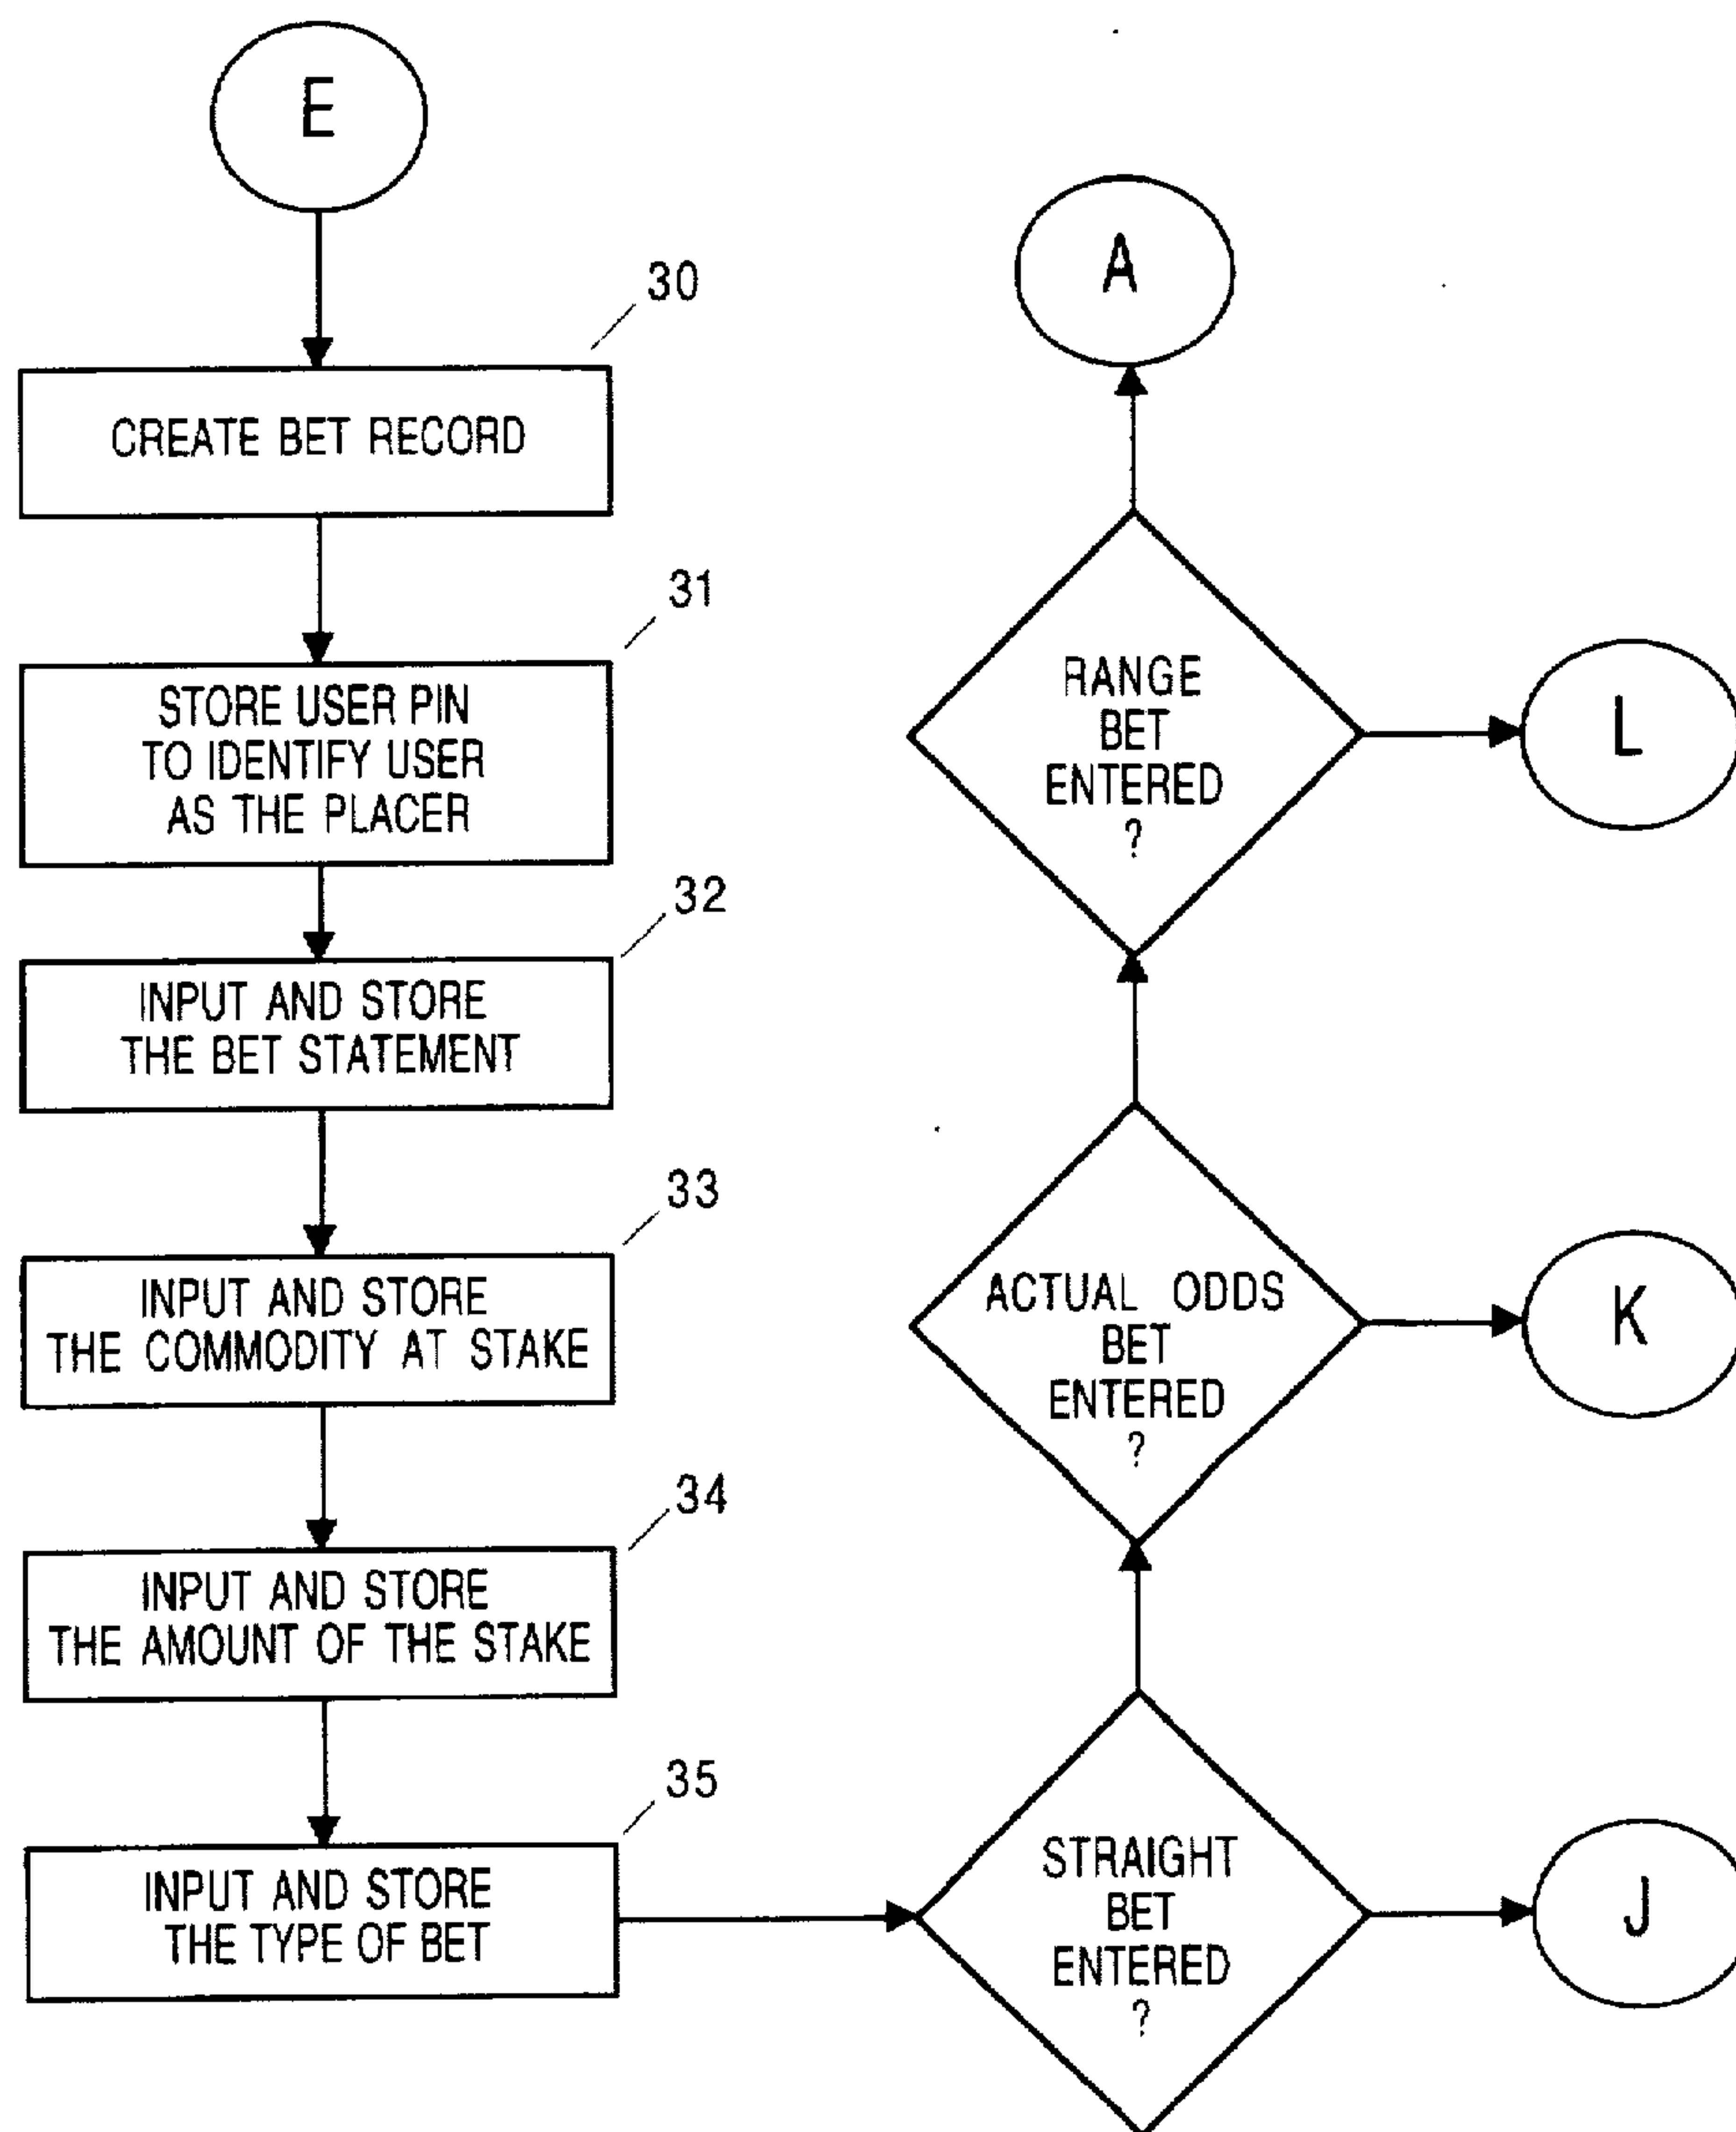 E
30
CREATE BET RECORD
31
STORE USER PIN
TO IDENTIFY USER
AS THE PLACER
32
INPUT AND STORE
THE BET STATEMENT
33
INPUT AND STORE
THE COMMODITY AT STAKE
34
INPUT AND STORE
THE AMOUNT OF THE STAKE
35
INPUT AND STORE
THE TYPE OF BET
STRAIGHT
BET
ENTERED
?
J
ACTUAL ODDS
BET
ENTERED
?
K
RANGE
BET
ENTERED
?
L
A